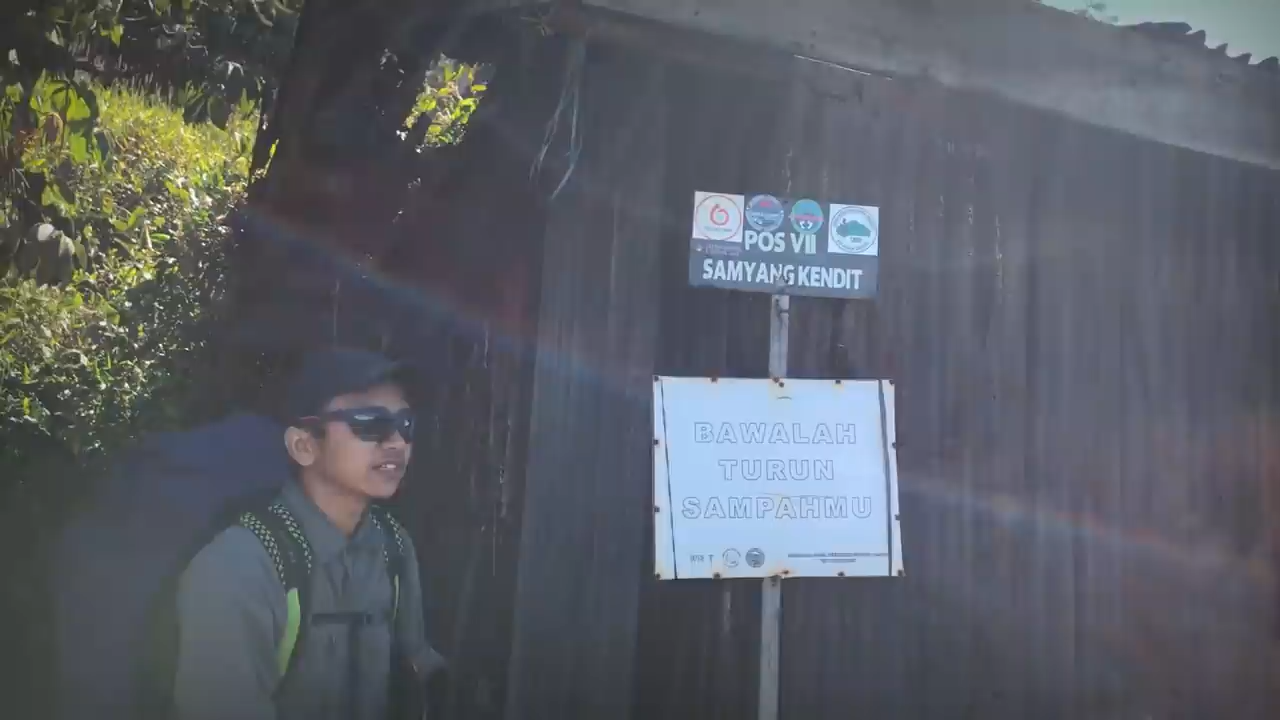 POS VII
SAMYANG KENDIT
BAWALAH
TURUN
SAMPAHMU